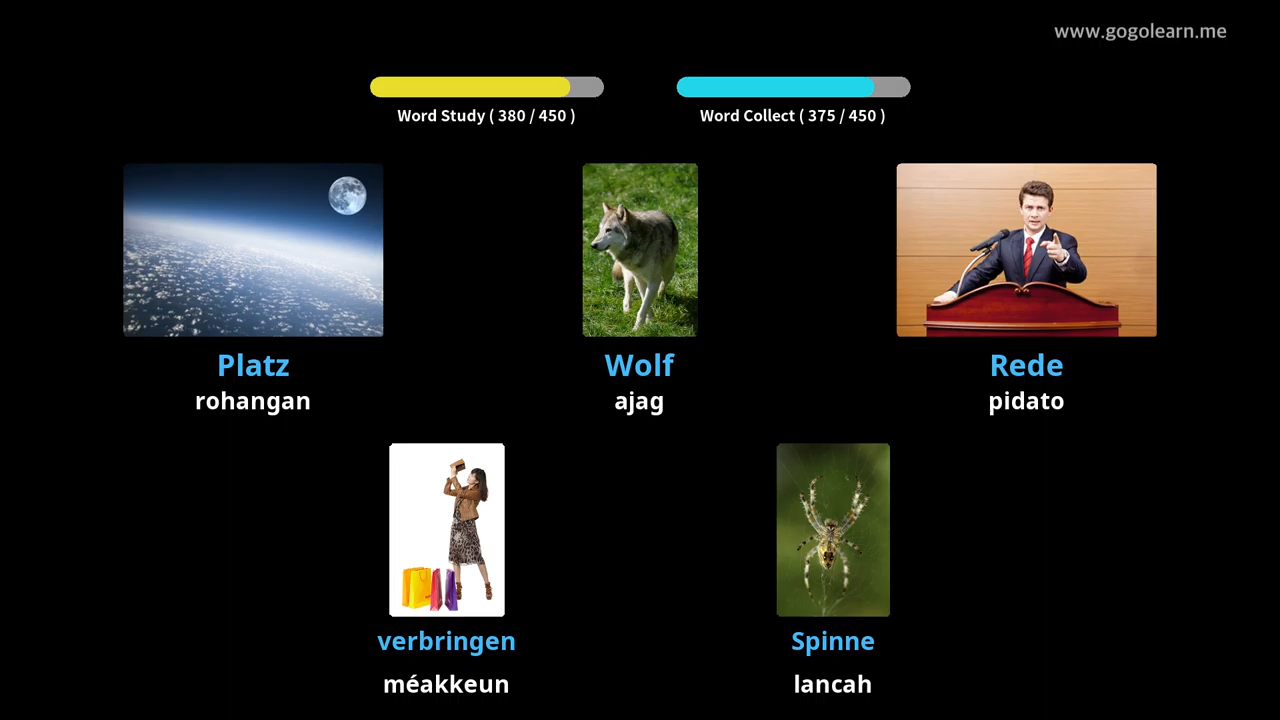 www.gogolearn.me
Word Study ( 380 / 450 )
Word Collect ( 375 / 450 )
Platz
rohangan
Wolf
ajag
Rede
pidato
verbringen
méakkeun
Spinne
lancah